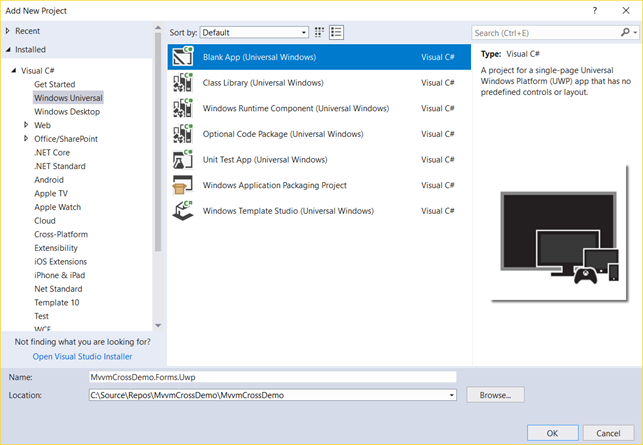 Add New Project
Recent
Installed
Visual C#
Get Started
Windows Universal
Windows Desktop
Web
Office/SharePoint
.NET Core
.NET Standard
Android
Apple TV
Apple Watch
Cloud
Cross-Platform
Extensibility
iOS Extensions
iPhone & iPad
Net Standard
Template 10
Test
WCF
Not finding what you are looking for?
Open Visual Studio Installer
Sort by: Default
Blank App (Universal Windows) Visual C#
Class Library (Universal Windows) Visual C#
Windows Runtime Component (Universal Windows) Visual C#
Optional Code Package (Universal Windows) Visual C#
Unit Test App (Universal Windows) Visual C#
Windows Application Packaging Project Visual C#
Windows Template Studio (Universal Windows) Visual C#
Search (Ctrl+E)
Type: Visual C#
A project for a single-page Universal
Windows Platform (UWP) app that has no
predefined controls or layout.
Name: MvvmCrossDemo.Forms.Uwp
Location: C:\Source\Repos\MvvmCrossDemo\MvvmCrossDemo
Browse...
OK Cancel